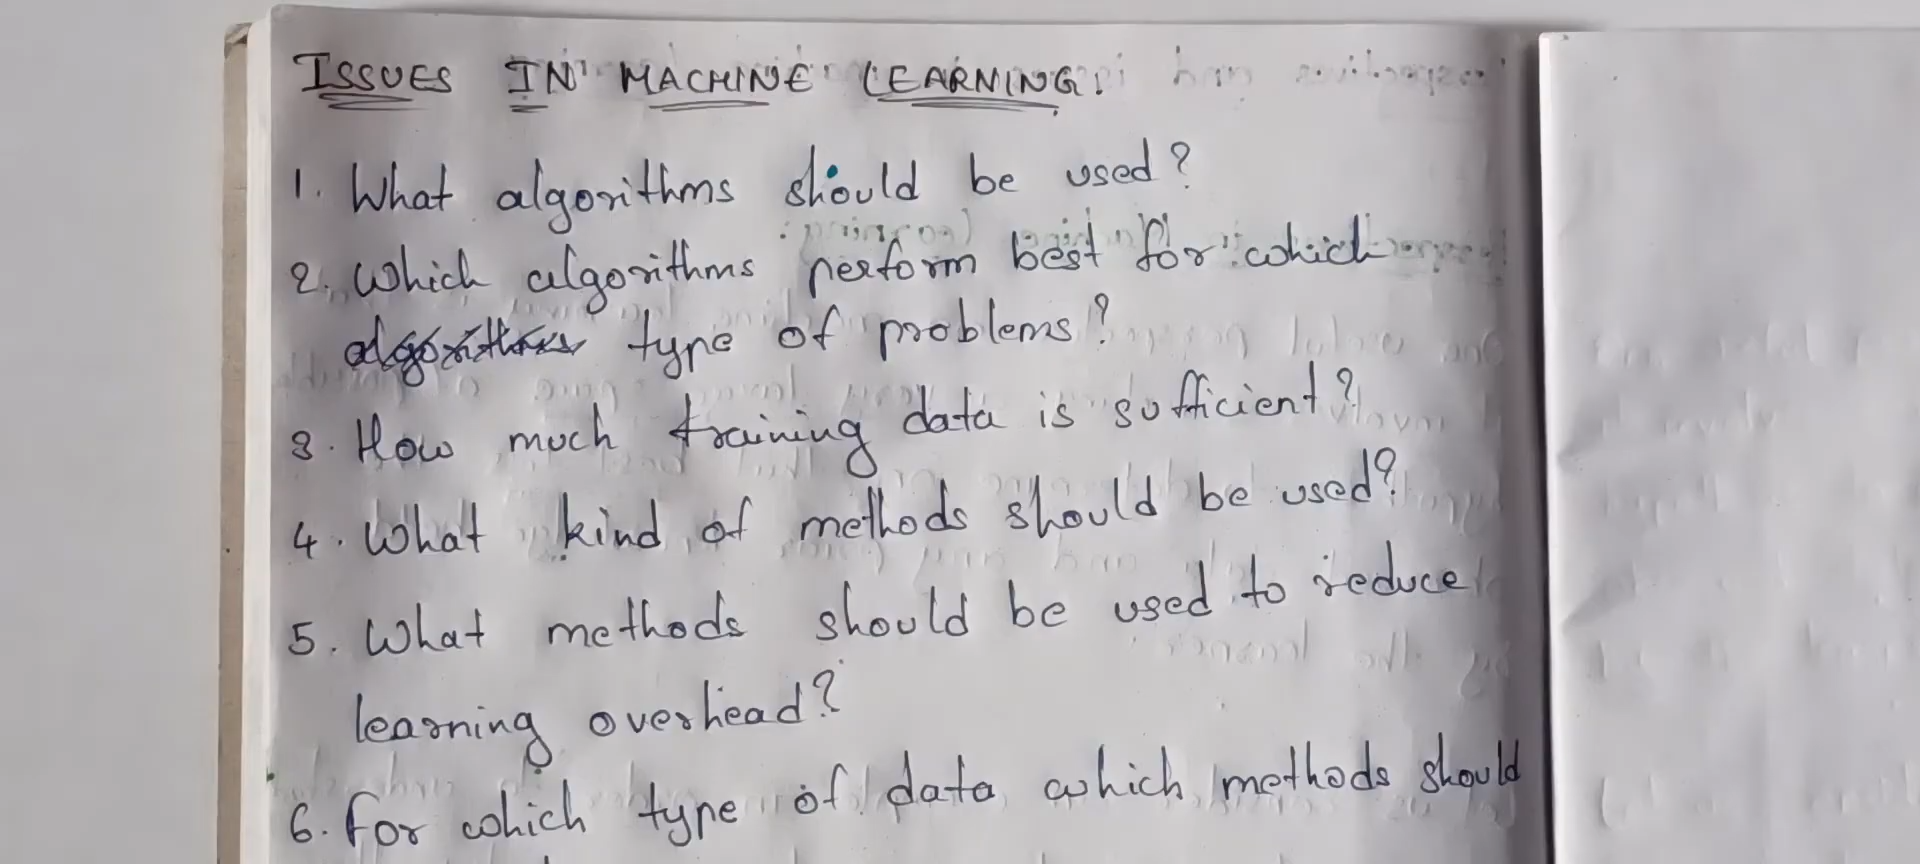 ISSUES IN MACHINE LEARNING:
1. What algorithms should be used?
2. Which algorithms perform best for which
algorithms type of problems?
3. How much training data is sufficient?
4. What kind of methods should be used?
5. What methods should be used to reduce
learning overhead?
6. For which type of data which methods should